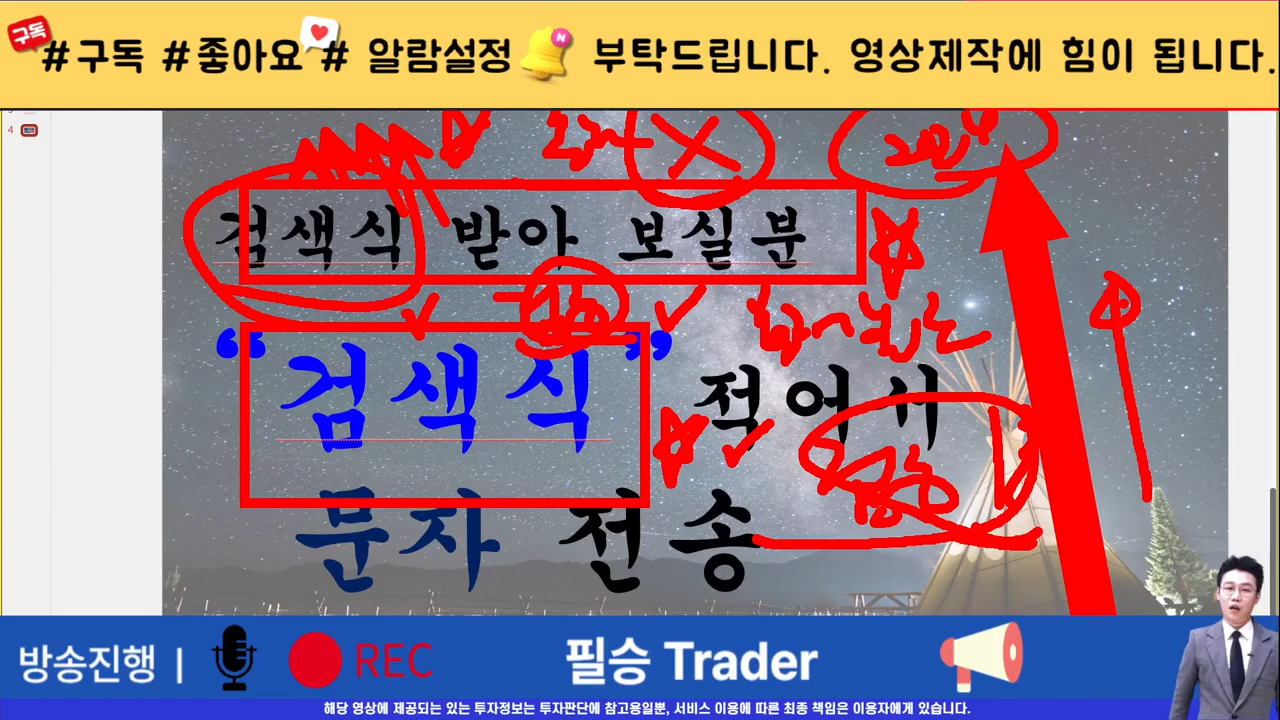 구독
#구독 #좋아요 # 알람설정 N 부탁드립니다. 영상제작에 힘이 됩니다.
4
검색식 받아 보실분
“검색식” 적어서
문자 전송
방송진행 | REC 필승 Trader
해당 영상에 제공되는 있는 투자정보는 투자판단에 참고용일뿐, 서비스 이용에 따른 최종 책임은 이용자에게 있습니다.